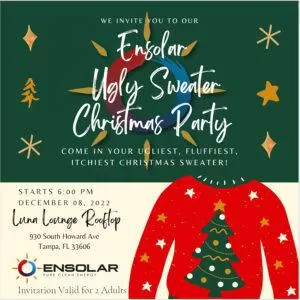 WE INVITE YOU TO OUR
Ensolar
Ugly Sweater
Christmas Party
COME IN YOUR UGLIEST, FLUFFIEST,
ITCHIEST CHRISTMAS SWEATER!
STARTS 6:00 PM
DECEMBER 08, 2022
Luna Lounge Rooftop
930 South Howard Ave
Tampa, FL 33606
ENSOLAR
PURE CLEAN ENERGY
Invitation Valid for 2 Adults